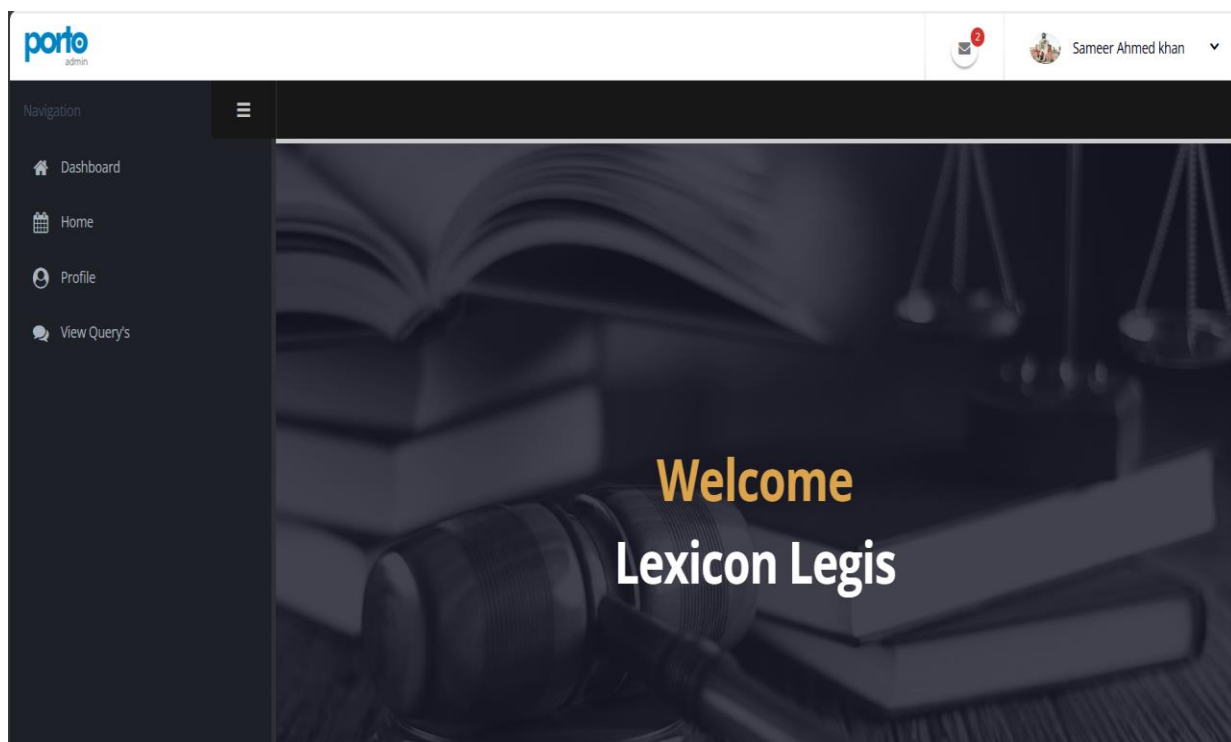 porto
admin
2
Sameer Ahmed khan
Navigation
Dashboard
Home
Profile
View Query's
Welcome
Lexicon Legis